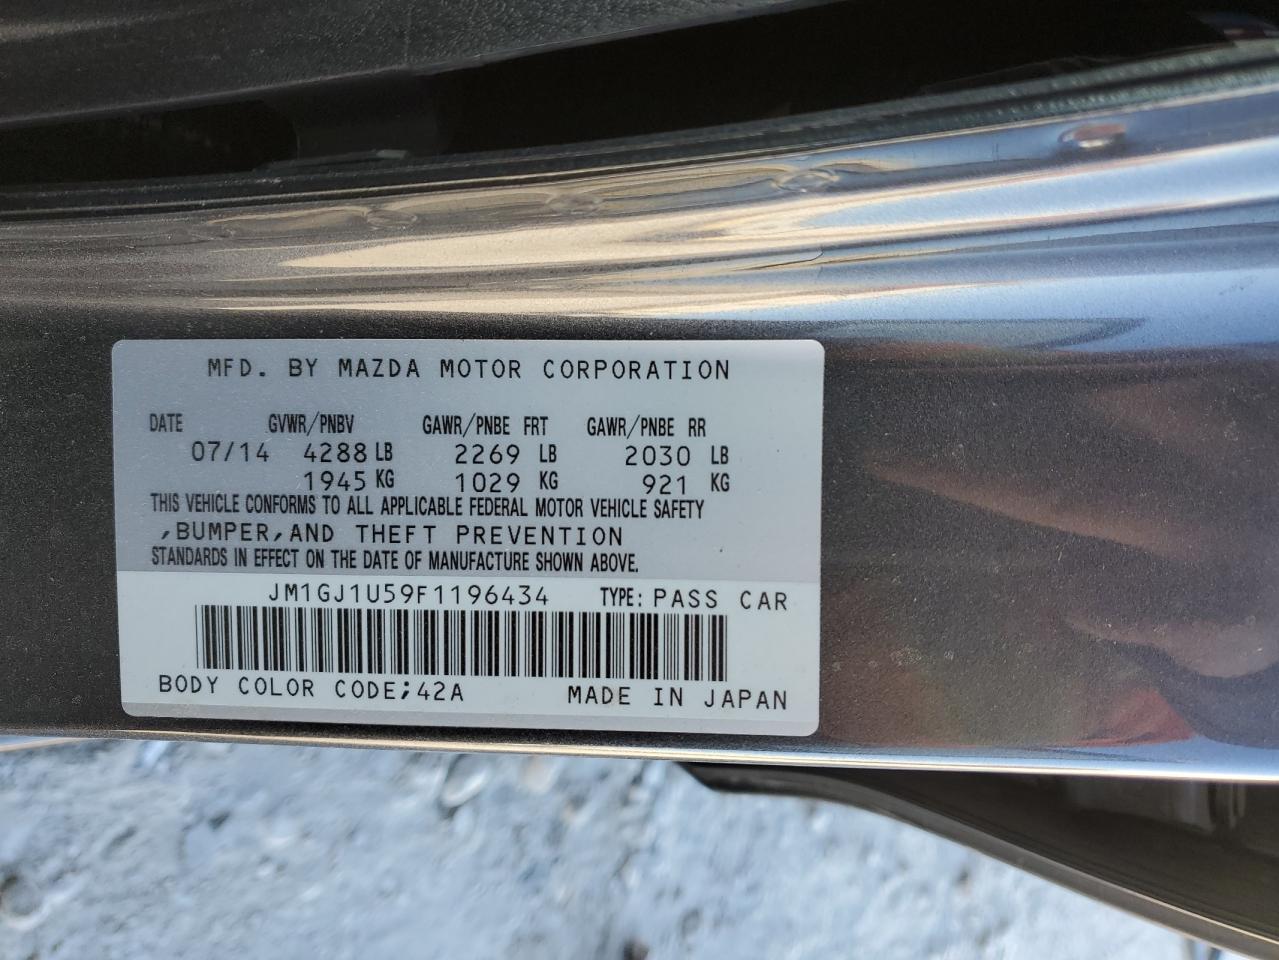 MFD. BY MAZDA MOTOR CORPORATION
DATE GVWR/PNBV GAWR/PNBE FRT GAWR/PNBE RR
07/14 4288 LB 2269 LB 2030 LB
1945 KG 1029 KG 921 KG
THIS VEHICLE CONFORMS TO ALL APPLICABLE FEDERAL MOTOR VEHICLE SAFETY
,BUMPER,AND THEFT PREVENTION
STANDARDS IN EFFECT ON THE DATE OF MANUFACTURE SHOWN ABOVE.
JM1GJ1U59F1196434 TYPE: PASS CAR
BODY COLOR CODE;42A MADE IN JAPAN